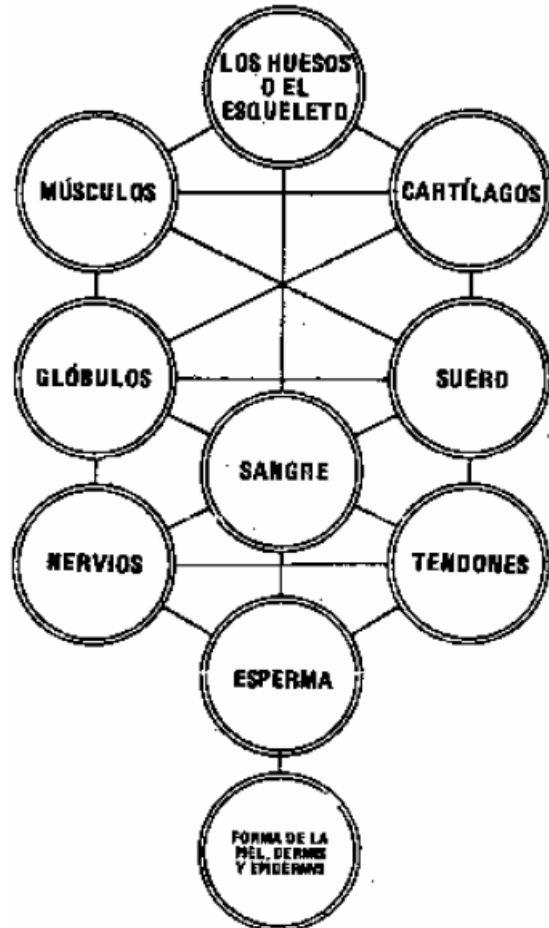 LOS HUESOS
O EL
ESQUELETO
MÚSCULOS
CARTÍLAGOS
GLÓBULOS
SUERO
SANGRE
NERVIOS
TENDONES
ESPERMA
FORMA DE LA
PIEL, DERMIS
Y EPIDERMIS